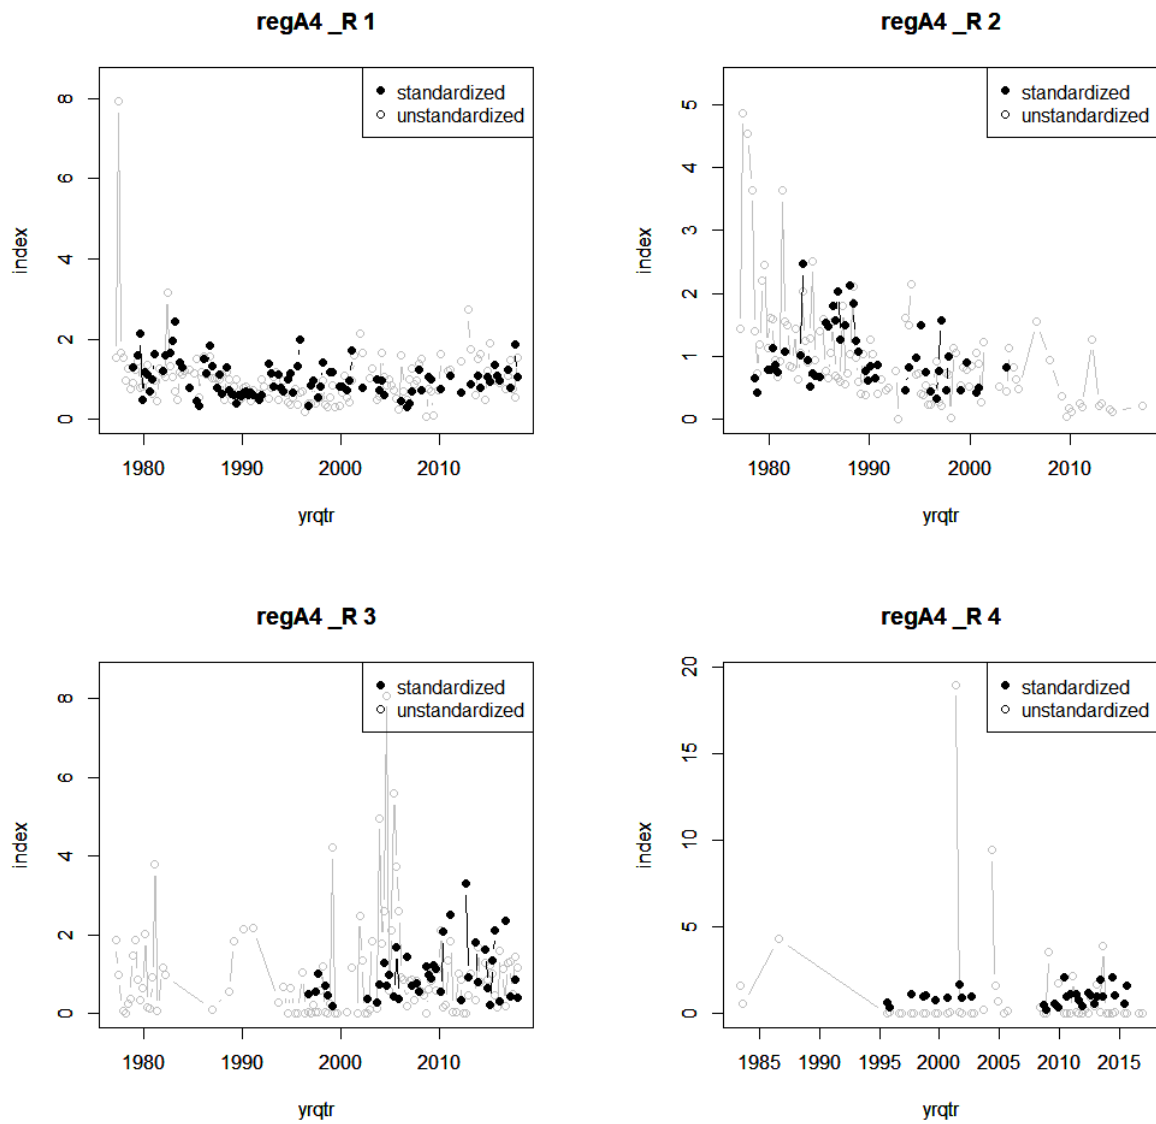 regA4 _R 1
index
8
6
4
2
0
standardized
unstandardized
1980 1990 2000 2010
yrqtr
regA4 _R 2
index
5
4
3
2
1
0
standardized
unstandardized
1980 1990 2000 2010
yrqtr
regA4 _R 3
index
8
6
4
2
0
standardized
unstandardized
1980 1990 2000 2010
yrqtr
regA4 _R 4
index
20
15
10
5
0
standardized
unstandardized
1985 1990 1995 2000 2005 2010 2015
yrqtr